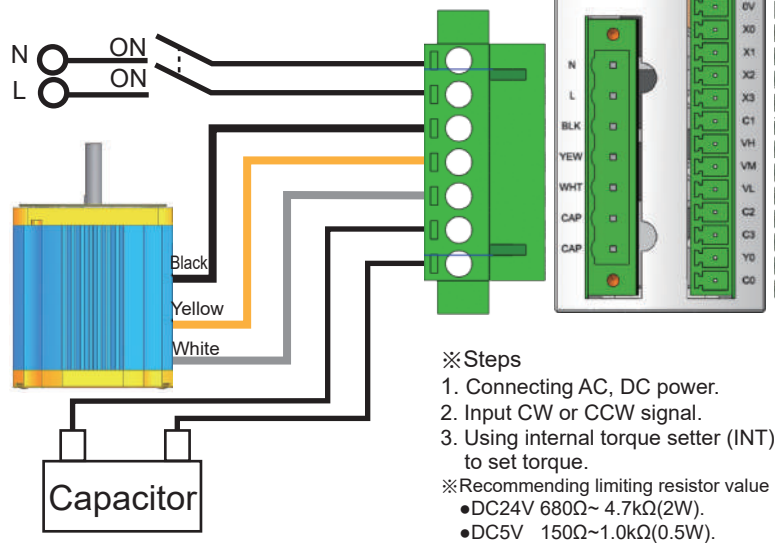 N ON
L ON
Black
Yellow
White
Capacitor
N
L
BLK
YEW
WHT
CAP
CAP
0V
X0
X1
X2
X3
C1
VH
VM
VL
C2
C3
Y0
C0
※Steps
1. Connecting AC, DC power.
2. Input CW or CCW signal.
3. Using internal torque setter (INT)
to set torque.
※Recommending limiting resistor value
●DC24V 680Ω~ 4.7kΩ(2W).
●DC5V 150Ω~1.0kΩ(0.5W).